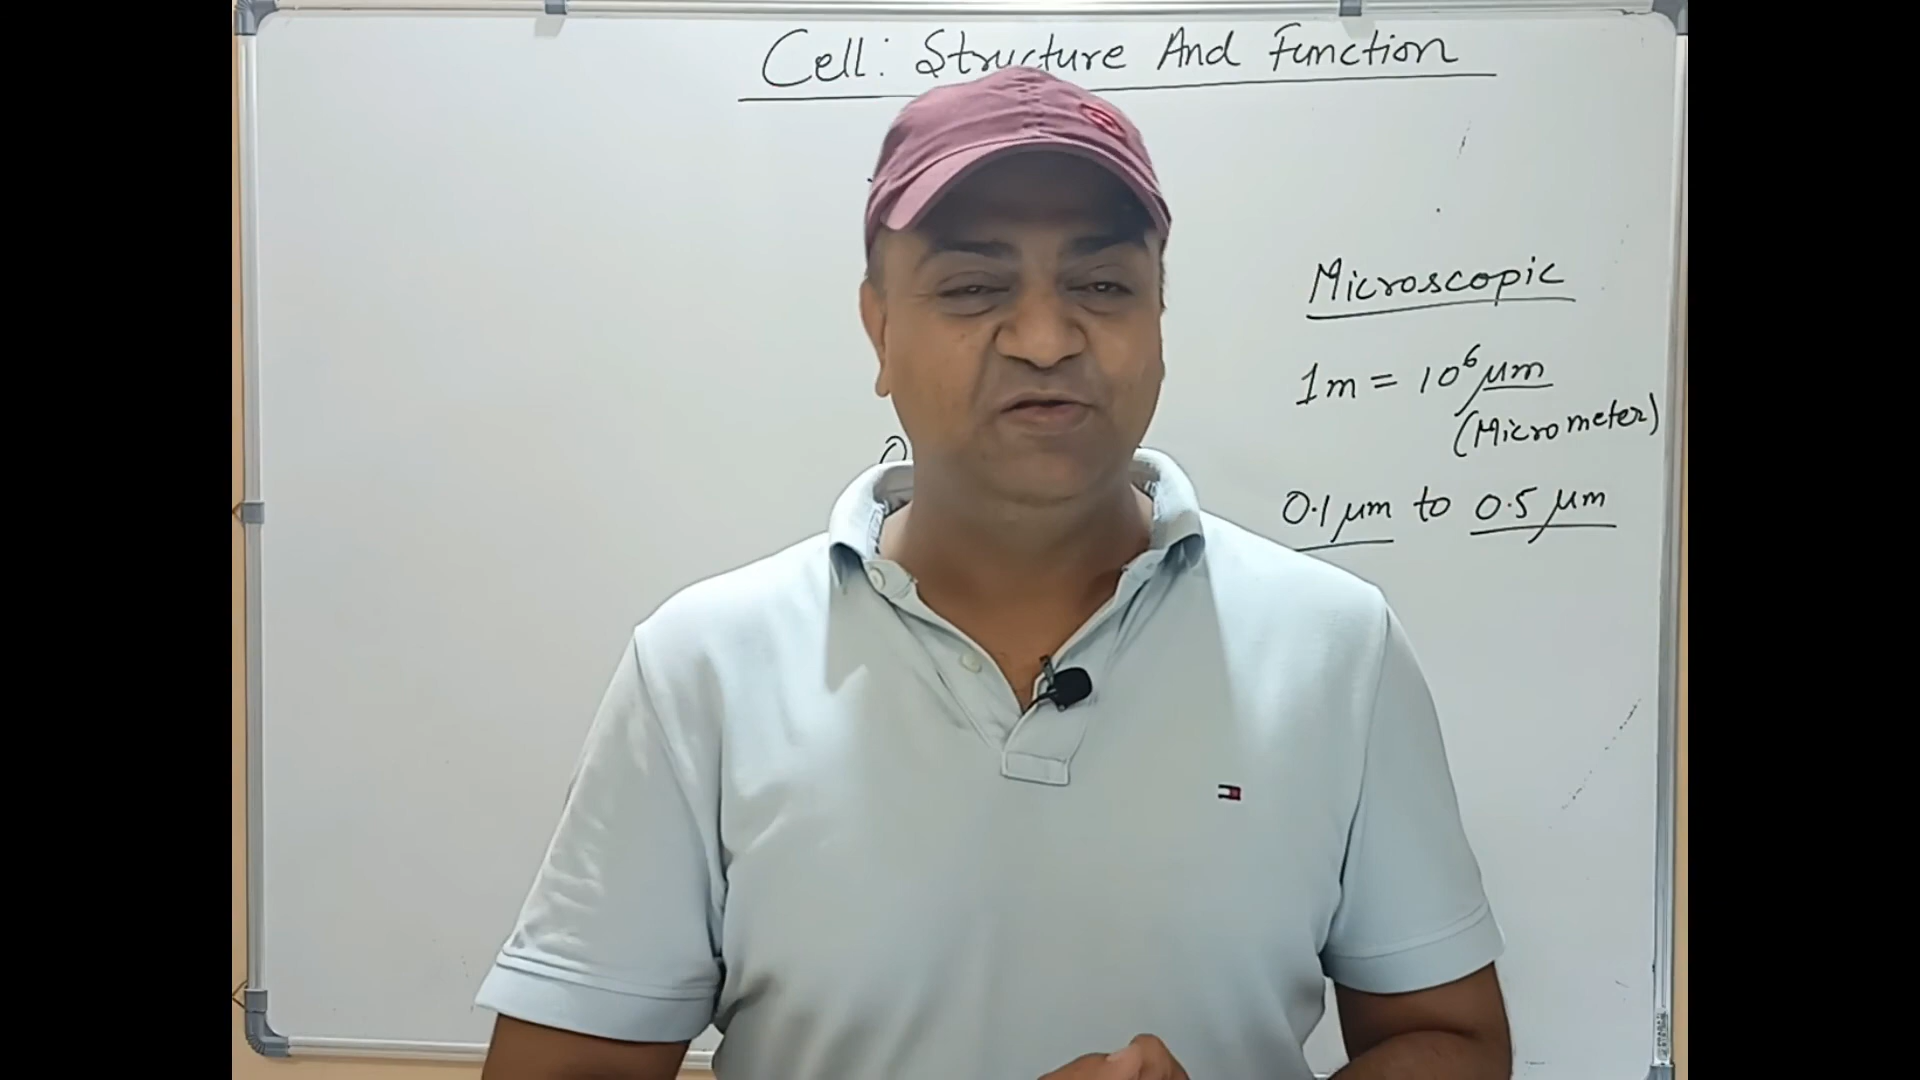 Cell: Structure And Function
Microscopic
1m = 10⁶ μm
(Micrometer)
0.1 μm to 0.5 μm